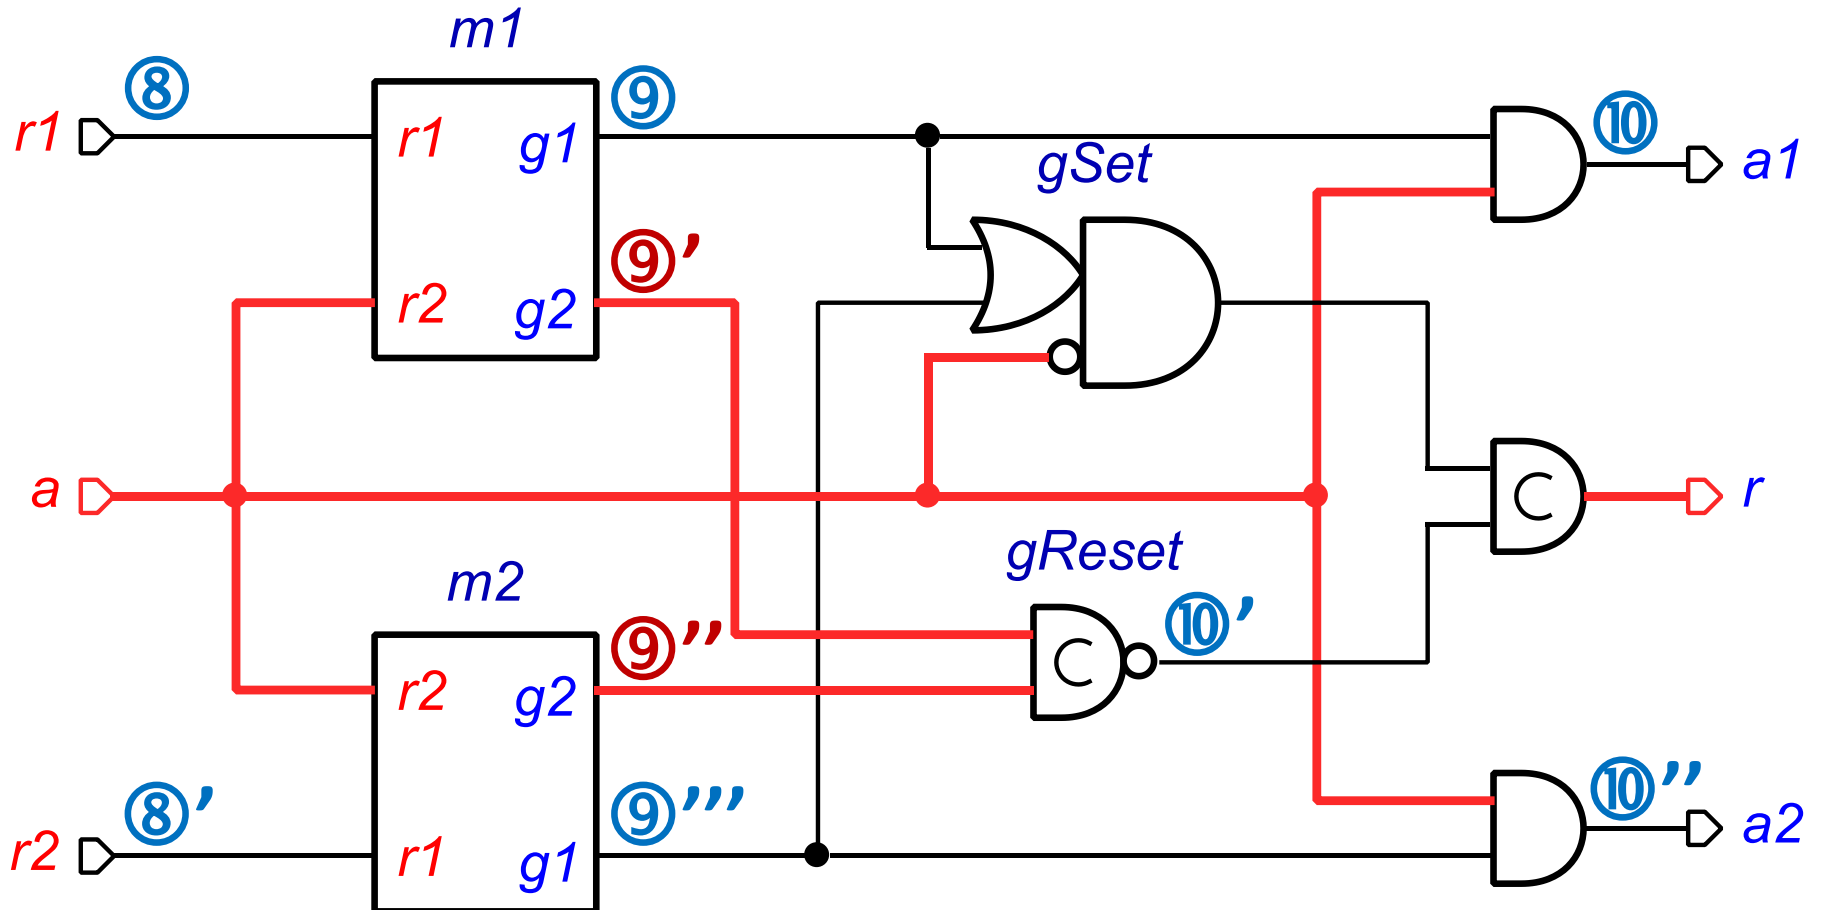 m1
r1 ⑧ r1 g1 ⑨ ⑩ a1
gSet
r2 g2 ⑨’
a C r
gReset
m2
r2 g2 ⑨’’ C ⑩’
r2 ⑧’ r1 g1 ⑨’’’ ⑩’’ a2